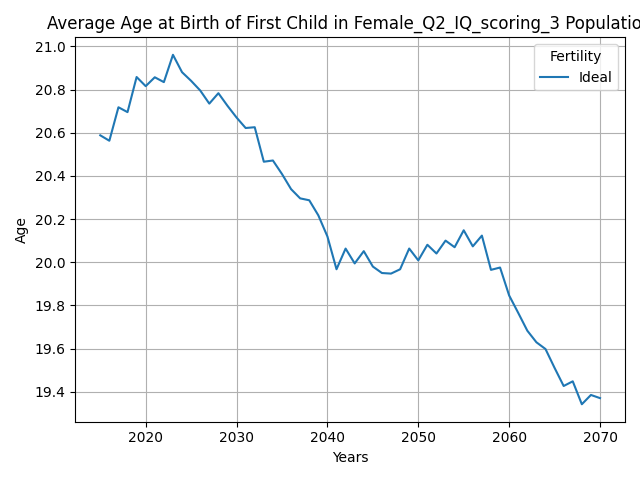 Average Age at Birth of First Child in Female_Q2_IQ_scoring_3 Populatio
Fertility
Ideal
21.0
20.8
20.6
20.4
20.2
20.0
19.8
19.6
19.4
Age
2020 2030 2040 2050 2060 2070
Years